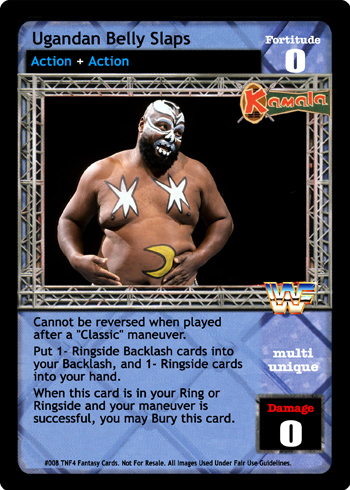 Ugandan Belly Slaps
Fortitude
0
Action + Action
Kamala
WWF
Cannot be reversed when played
after a "Classic" maneuver.
Put 1- Ringside Backlash cards into
your Backlash, and 1- Ringside cards
into your hand.
When this card is in your Ring or
Ringside and your maneuver is
successful, you may Bury this card.
multi
unique
Damage
0
#008 TNF4 Fantasy Cards. Not For Resale. All Images Used Under Fair Use Guidelines.